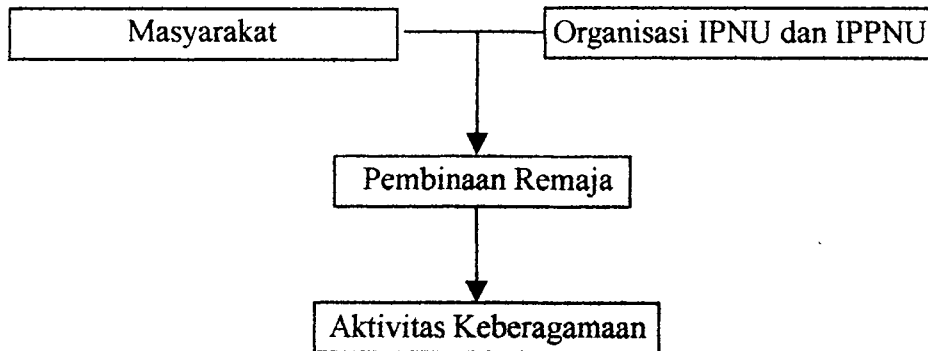 Masyarakat
Organisasi IPNU dan IPPNU
Pembinaan Remaja
Aktivitas Keberagamaan